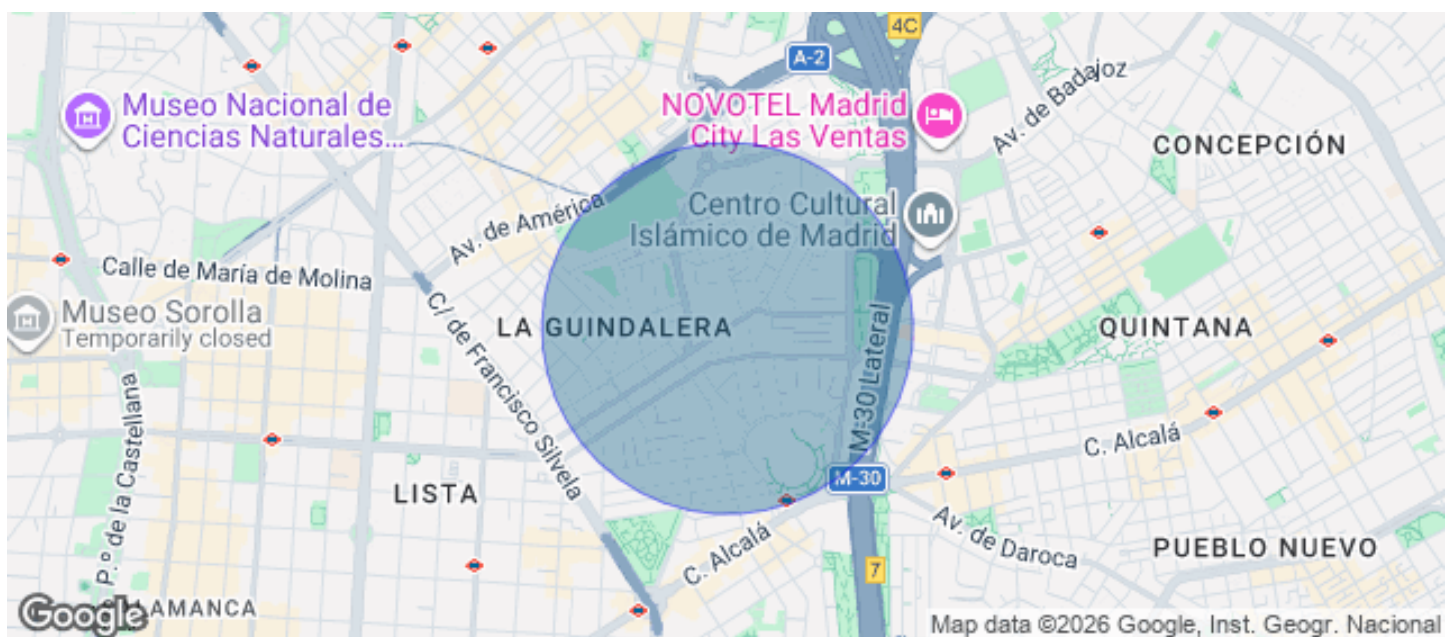 4C
A-2
Museo Nacional de
Ciencias Naturales...
NOVOTEL Madrid
City Las Ventas
Av. de Badajoz
CONCEPCIÓN
Av. de América
Centro Cultural
Islámico de Madrid
Calle de María de Molina
Museo Sorolla
Temporarily closed
C/ de Francisco Silvela
LA GUINDALERA
M-30 Lateral
QUINTANA
P.º de la Castellana
C. Alcalá
M-30
LISTA
Av. de Daroca
C. Alcalá
7
PUEBLO NUEVO
Google
LAMANCA
Map data ©2026 Google, Inst. Geogr. Nacional